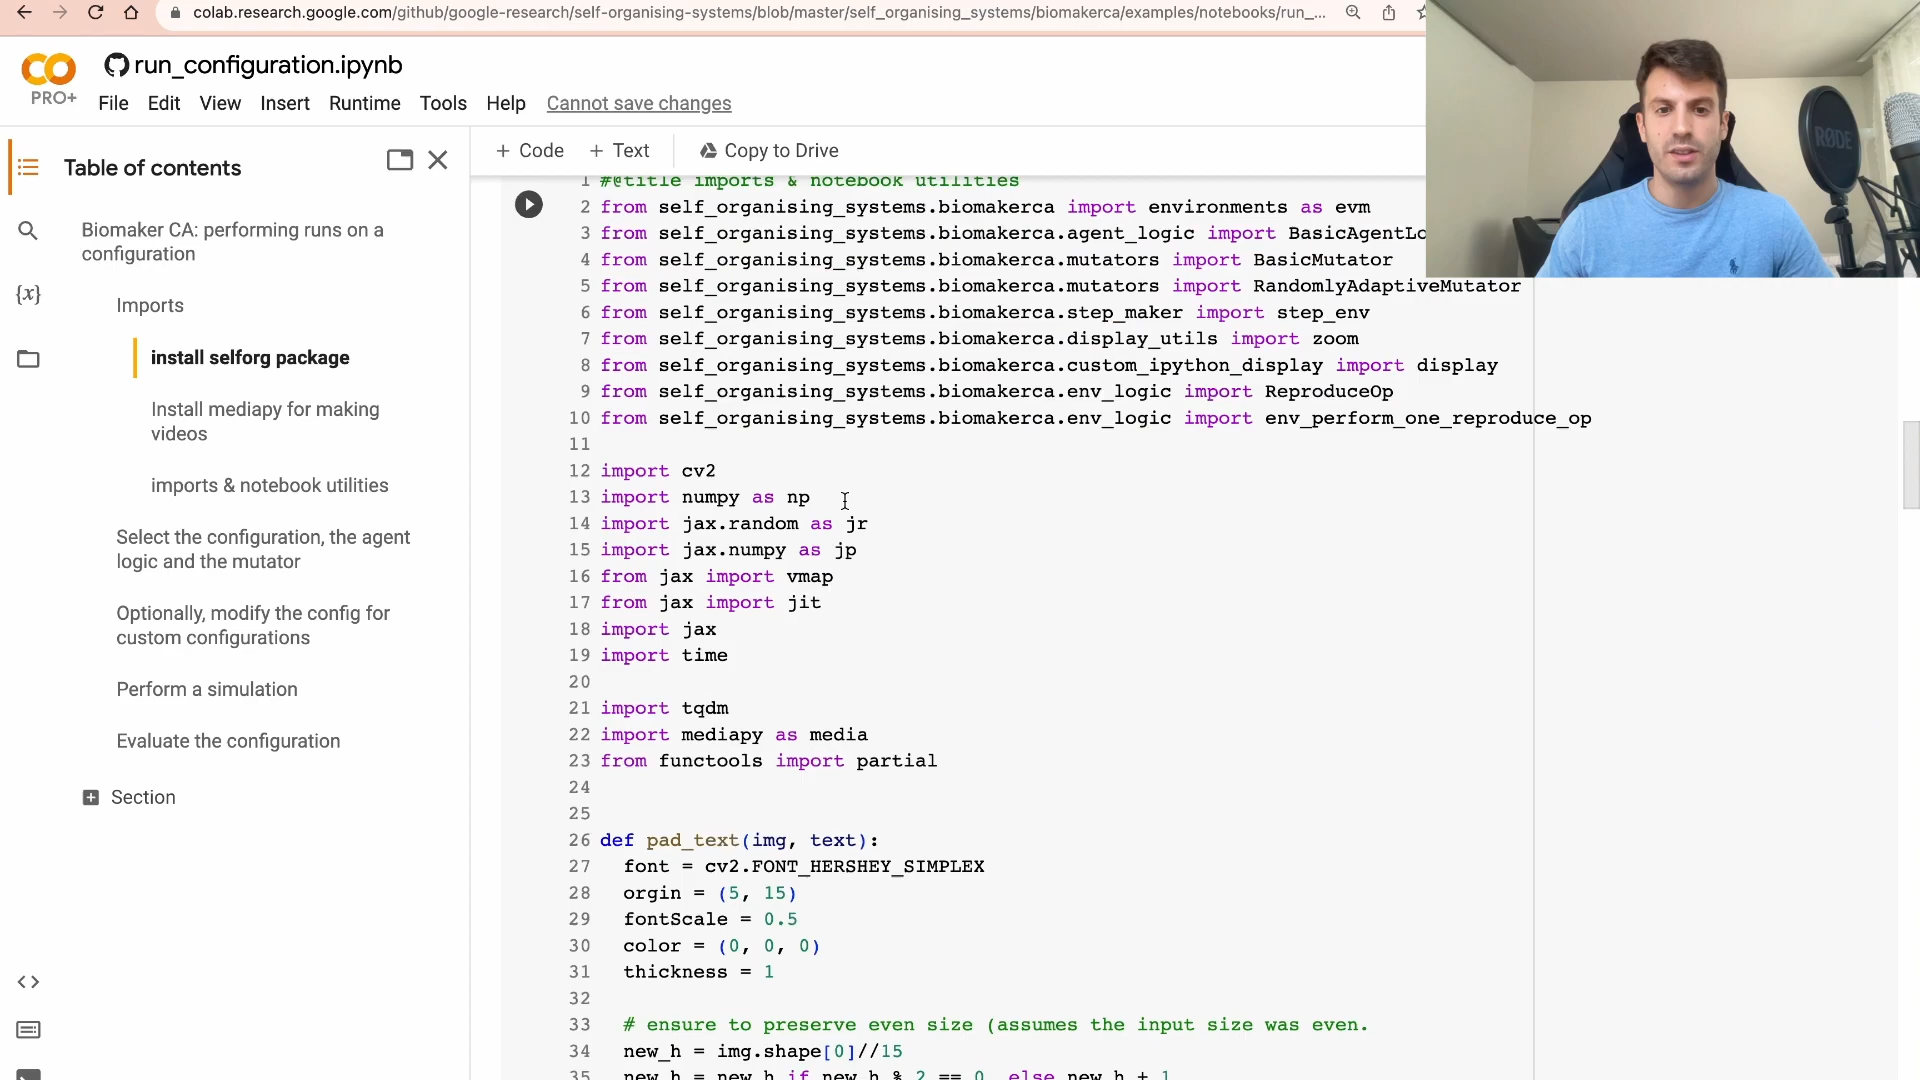 colab.research.google.com/github/google-research/self-organising-systems/blob/master/self_organising_systems/biomakerca/examples/notebooks/run_...
run_configuration.ipynb
PRO+
File Edit View Insert Runtime Tools Help Cannot save changes
Table of contents
Biomaker CA: performing runs on a
configuration
Imports
install selforg package
Install mediapy for making
videos
imports & notebook utilities
Select the configuration, the agent
logic and the mutator
Optionally, modify the config for
custom configurations
Perform a simulation
Evaluate the configuration
Section
+ Code + Text Copy to Drive
1 #@title imports & notebook utilities
2 from self_organising_systems.biomakerca import environments as evm
3 from self_organising_systems.biomakerca.agent_logic import BasicAgentLo
4 from self_organising_systems.biomakerca.mutators import BasicMutator
5 from self_organising_systems.biomakerca.mutators import RandomlyAdaptiveMutator
6 from self_organising_systems.biomakerca.step_maker import step_env
7 from self_organising_systems.biomakerca.display_utils import zoom
8 from self_organising_systems.biomakerca.custom_ipython_display import display
9 from self_organising_systems.biomakerca.env_logic import ReproduceOp
10 from self_organising_systems.biomakerca.env_logic import env_perform_one_reproduce_op
11
12 import cv2
13 import numpy as np
14 import jax.random as jr
15 import jax.numpy as jp
16 from jax import vmap
17 from jax import jit
18 import jax
19 import time
20
21 import tqdm
22 import mediapy as media
23 from functools import partial
24
25
26 def pad_text(img, text):
27 font = cv2.FONT_HERSHEY_SIMPLEX
28 orgin = (5, 15)
29 fontScale = 0.5
30 color = (0, 0, 0)
31 thickness = 1
32
33 # ensure to preserve even size (assumes the input size was even.
34 new_h = img.shape[0]//15
35 new_h = new_h if new_h % 2 == 0 else new_h + 1
RØDE